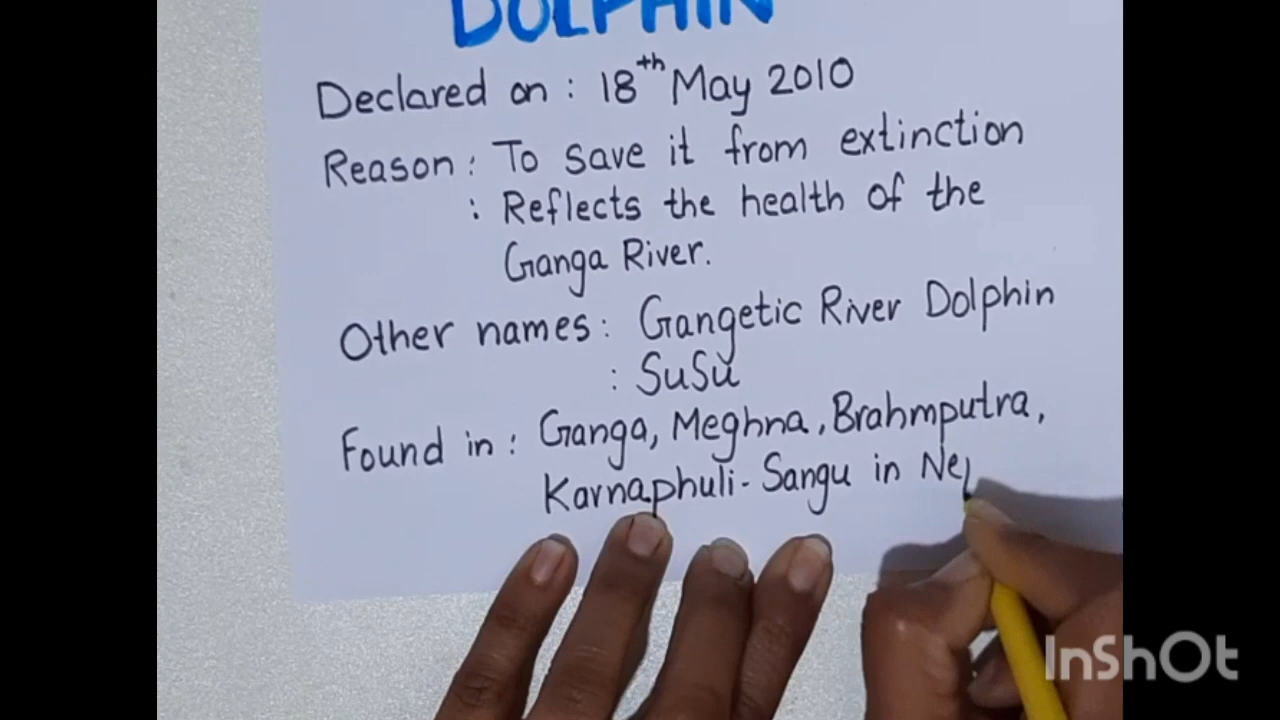 DOLPHIN
Declared on : 18th May 2010
Reason : To save it from extinction
: Reflects the health of the
Ganga River.
Other names : Gangetic River Dolphin
: SuSu
Found in : Ganga, Meghna, Brahmputra,
Karnaphuli - Sangu in Nep
InShOt